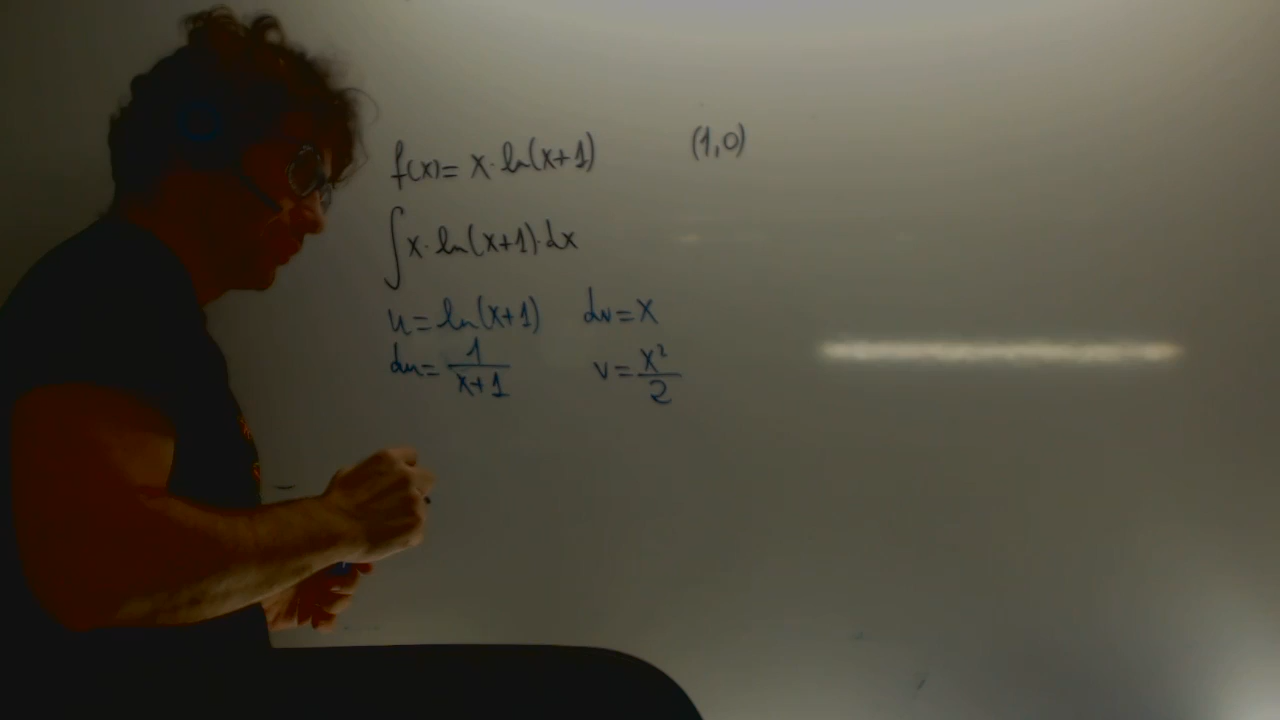 f(x)= x·ln(x+1) (1,0)
∫x·ln(x+1)·dx
u=ln(x+1) dv=x
du=1/(x+1) v=x²/2